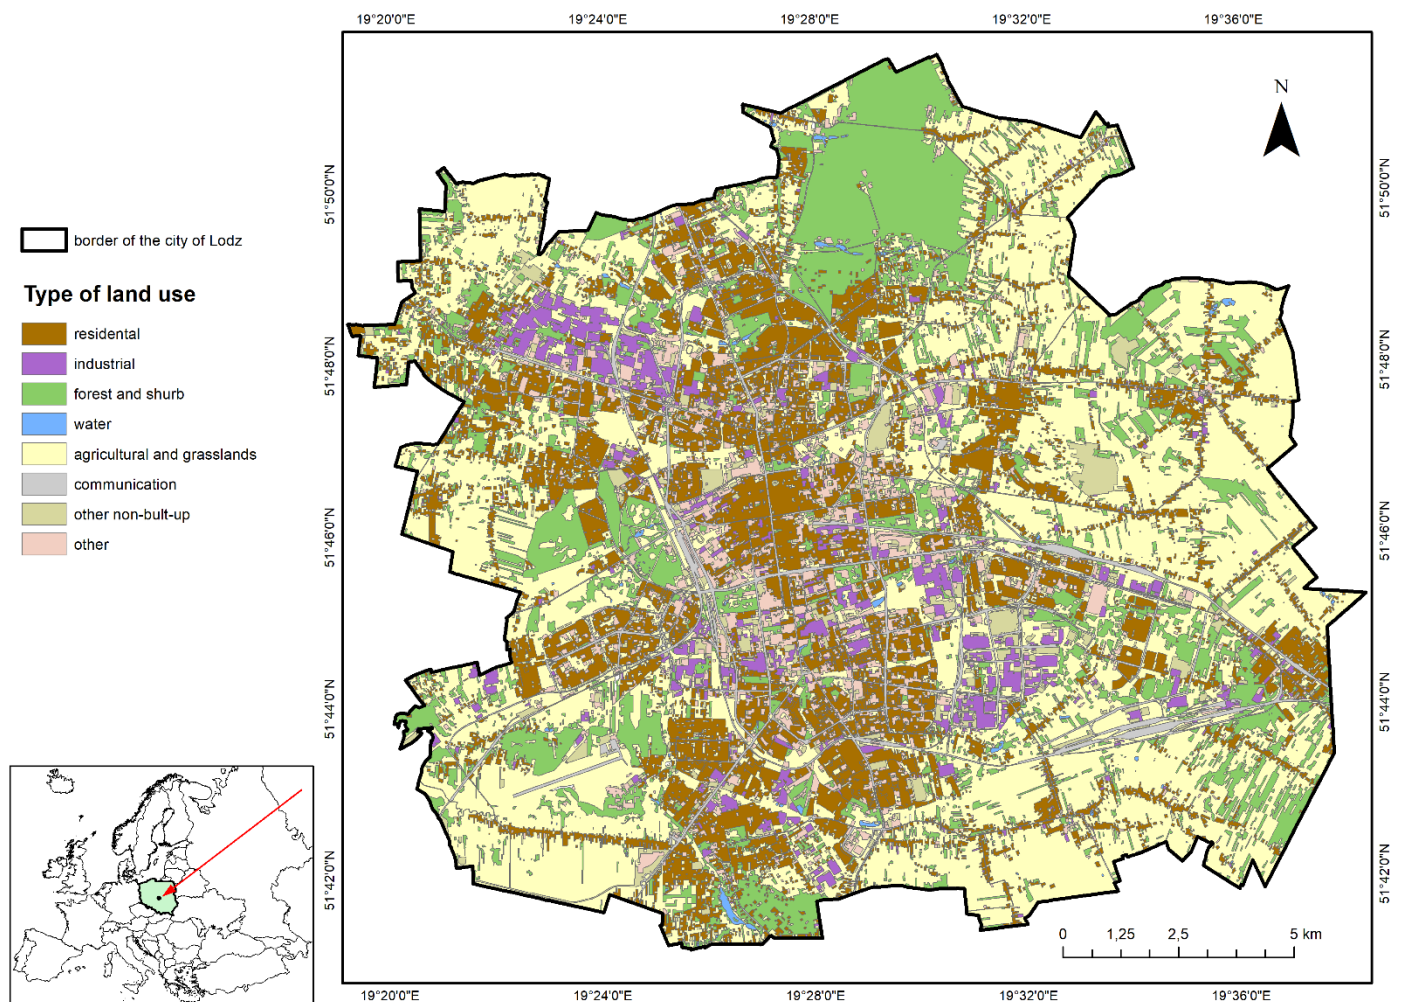 19°20'0"E 19°24'0"E 19°28'0"E 19°32'0"E 19°36'0"E
N
51°50'0"N 51°50'0"N
border of the city of Lodz
Type of land use
residental
industrial
forest and shurb
water
agricultural and grasslands
communication
other non-bult-up
other
51°48'0"N 51°48'0"N
51°46'0"N 51°46'0"N
51°44'0"N 51°44'0"N
51°42'0"N 51°42'0"N
0 1,25 2,5 5 km
19°20'0"E 19°24'0"E 19°28'0"E 19°32'0"E 19°36'0"E